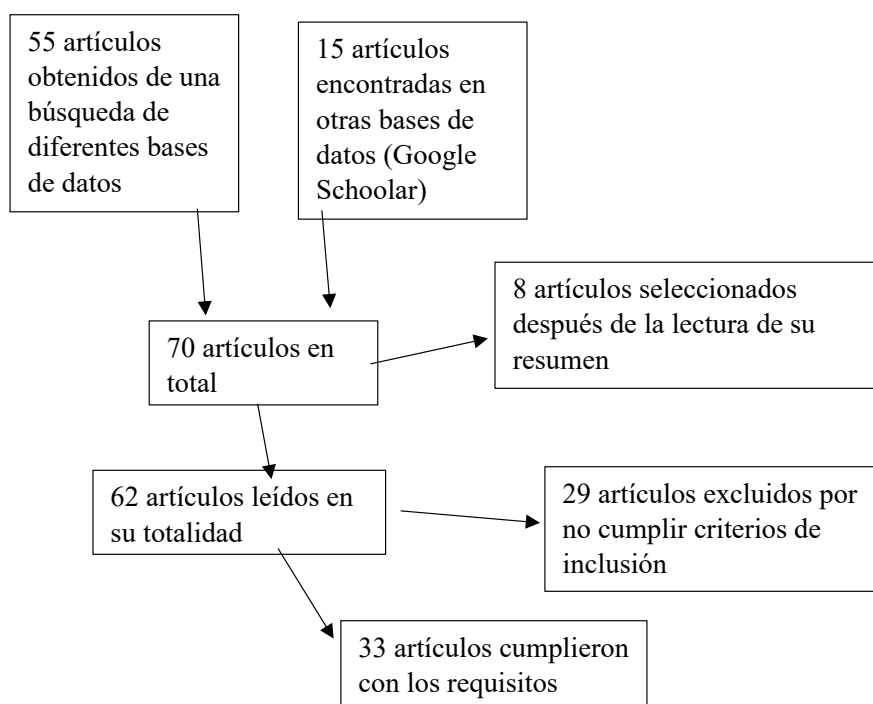 55 artículos
obtenidos de una
búsqueda de
diferentes bases
de datos
15 artículos
encontradas en
otras bases de
datos (Google
Schoolar)
8 artículos seleccionados
después de la lectura de su
resumen
70 artículos en
total
62 artículos leídos en
su totalidad
29 artículos excluidos por
no cumplir criterios de
inclusión
33 artículos cumplieron
con los requisitos